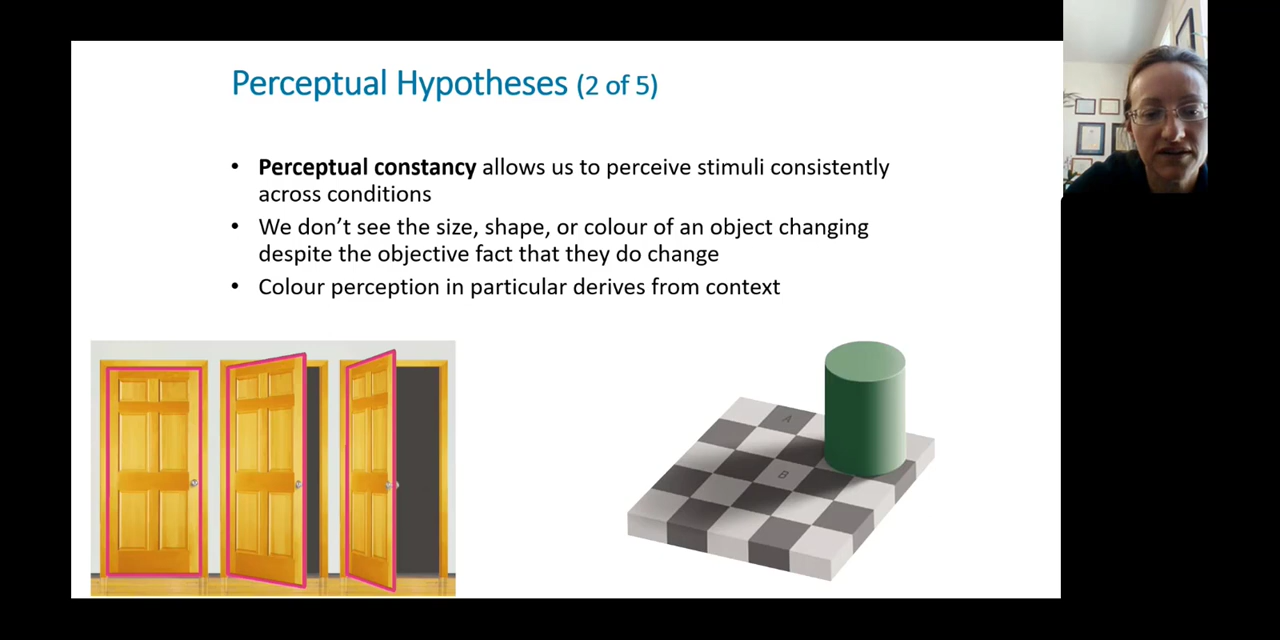 Perceptual Hypotheses (2 of 5)
• Perceptual constancy allows us to perceive stimuli consistently
across conditions
• We don’t see the size, shape, or colour of an object changing
despite the objective fact that they do change
• Colour perception in particular derives from context
A
B